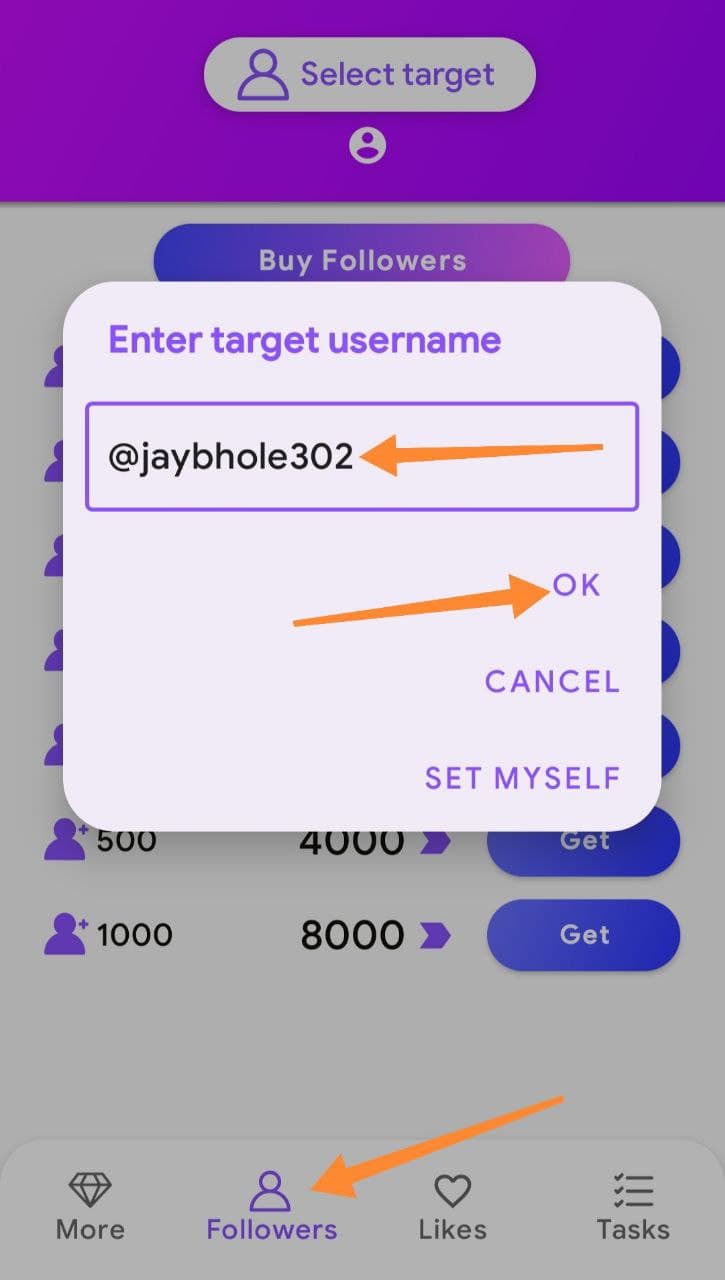 Select target
Buy Followers
Enter target username
@jaybhole302
OK
CANCEL
SET MYSELF
500 4000 Get
1000 8000 Get
More Followers Likes Tasks